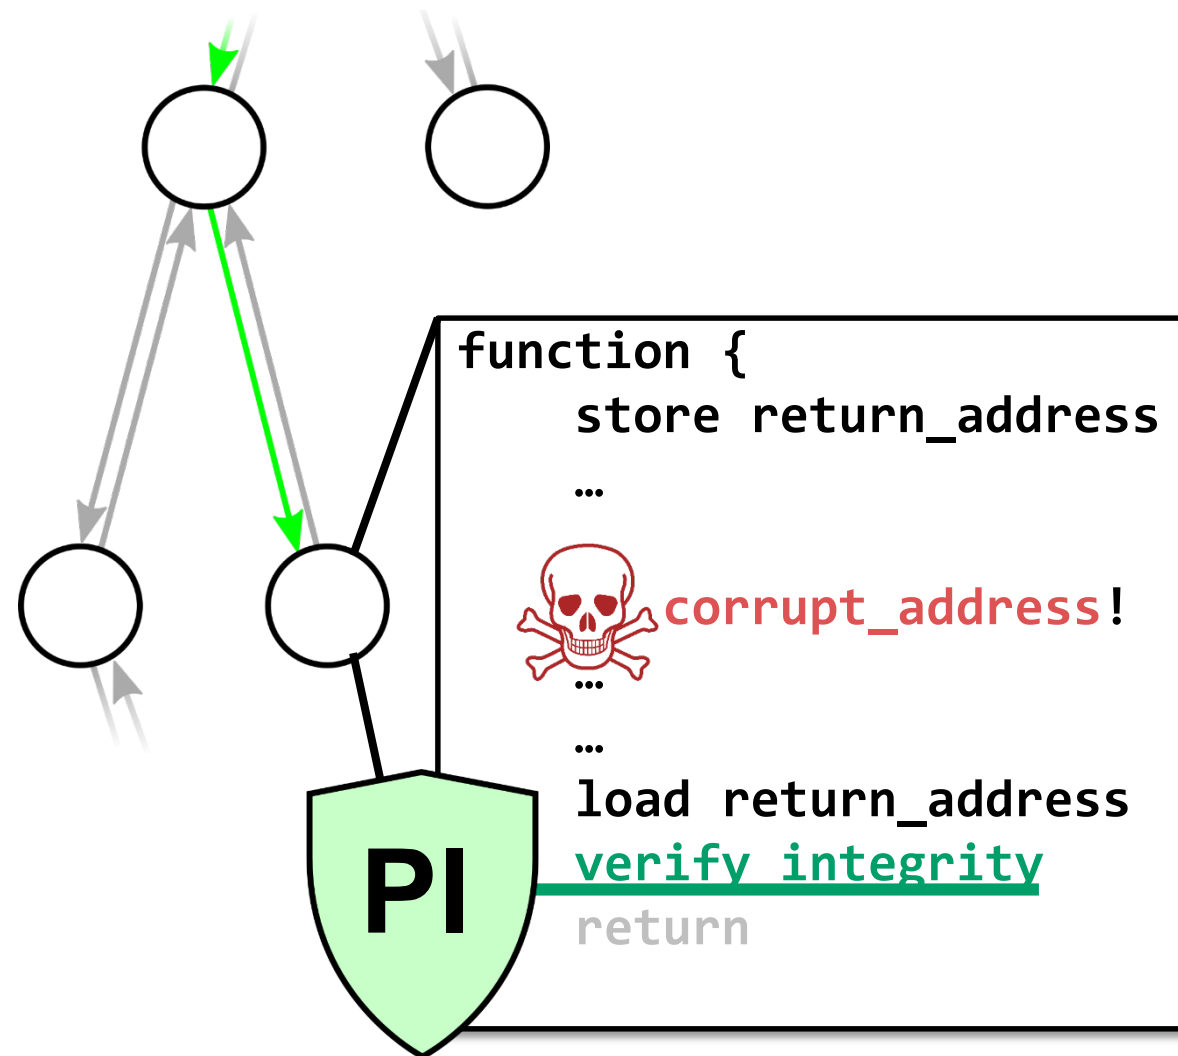 function {
store return_address
…
corrupt_address!
…
…
load return_address
PI
verify integrity
return